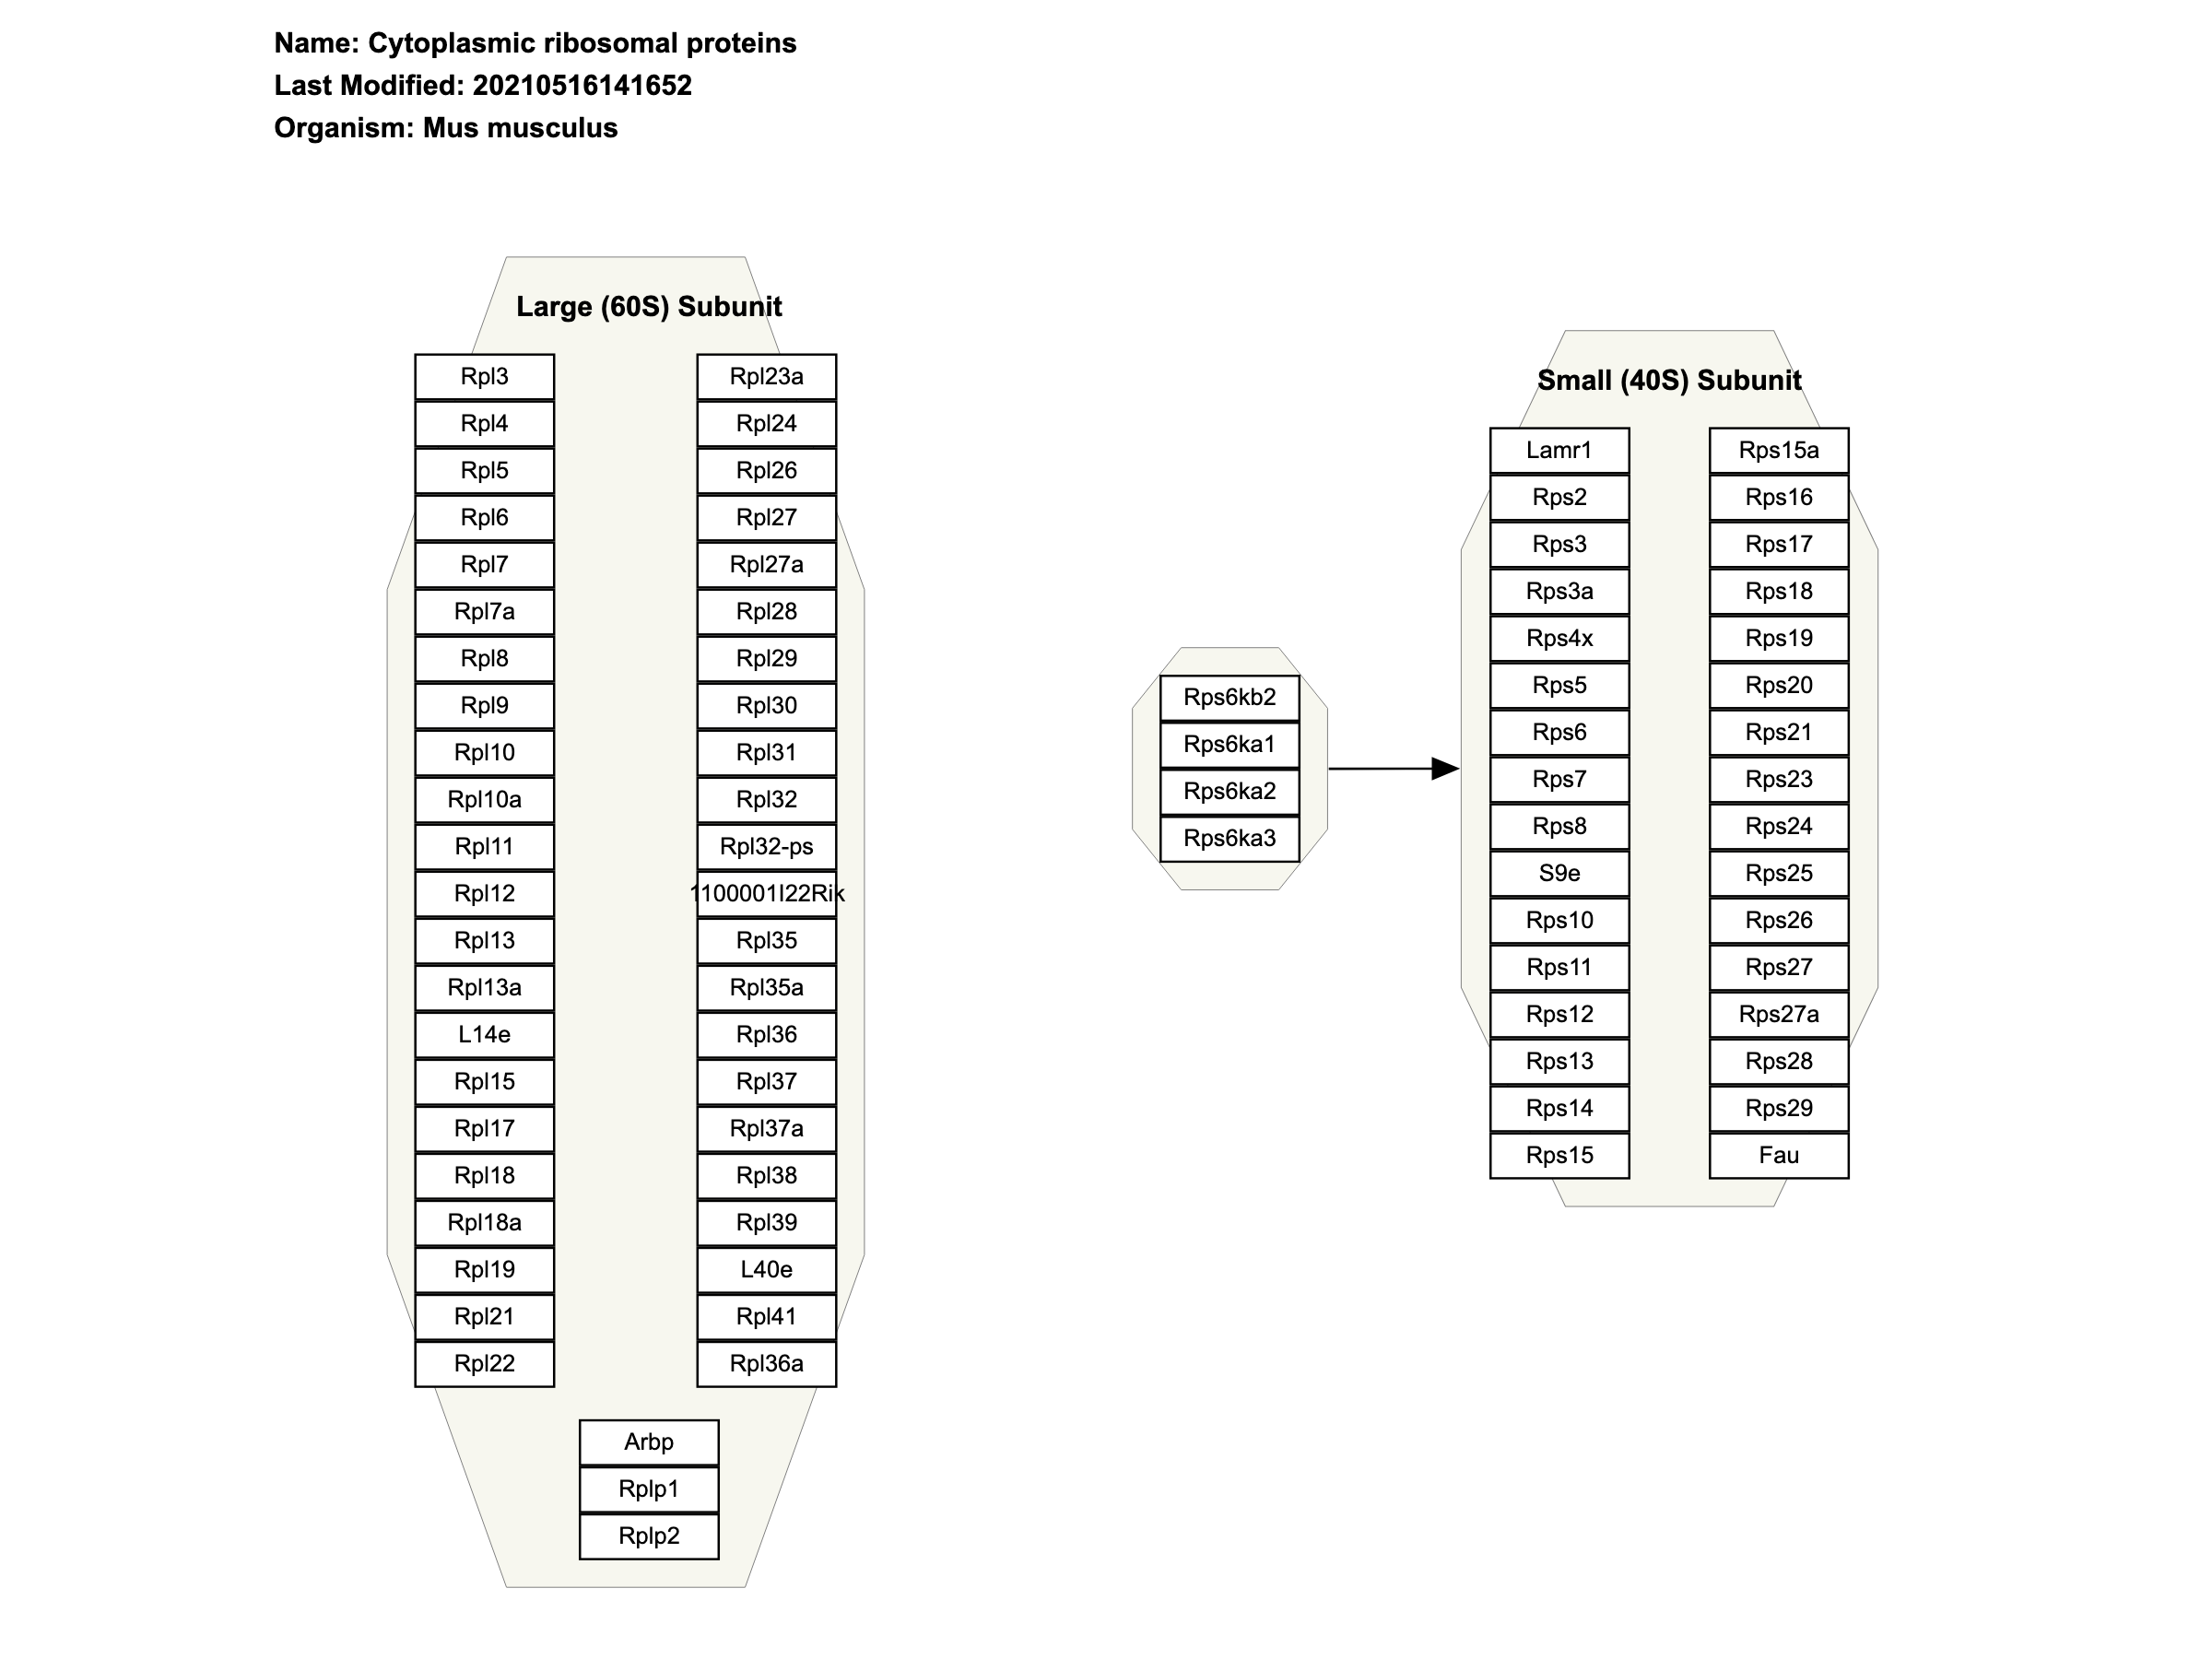 Name: Cytoplasmic ribosomal proteins
Last Modified: 20210516141652
Organism: Mus musculus
Large (60S) Subunit
Rpl3
Rpl4
Rpl5
Rpl6
Rpl7
Rpl7a
Rpl8
Rpl9
Rpl10
Rpl10a
Rpl11
Rpl12
Rpl13
Rpl13a
L14e
Rpl15
Rpl17
Rpl18
Rpl18a
Rpl19
Rpl21
Rpl22
Rpl23a
Rpl24
Rpl26
Rpl27
Rpl27a
Rpl28
Rpl29
Rpl30
Rpl31
Rpl32
Rpl32-ps
1100001I22Rik
Rpl35
Rpl35a
Rpl36
Rpl37
Rpl37a
Rpl38
Rpl39
L40e
Rpl41
Rpl36a
Arbp
Rplp1
Rplp2
Rps6kb2
Rps6ka1
Rps6ka2
Rps6ka3
Small (40S) Subunit
Lamr1
Rps2
Rps3
Rps3a
Rps4x
Rps5
Rps6
Rps7
Rps8
S9e
Rps10
Rps11
Rps12
Rps13
Rps14
Rps15
Rps15a
Rps16
Rps17
Rps18
Rps19
Rps20
Rps21
Rps23
Rps24
Rps25
Rps26
Rps27
Rps27a
Rps28
Rps29
Fau